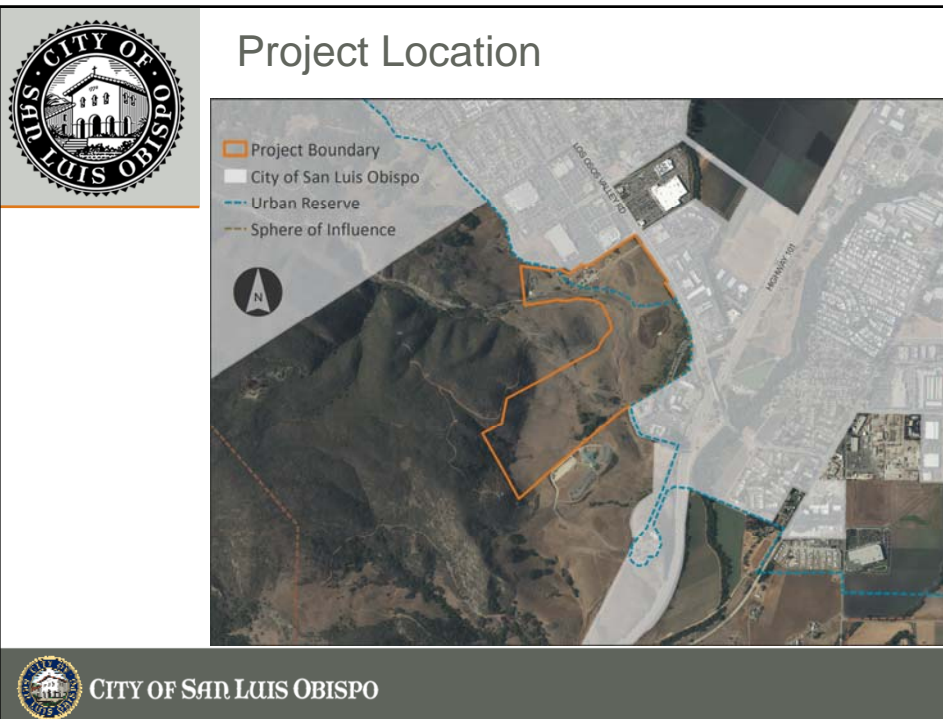 CITY OF
SAN LUIS OBISPO
Project Location
Project Boundary
City of San Luis Obispo
Urban Reserve
Sphere of Influence
N
LOS OSOS VALLEY RD
HIGHWAY 101
CITY OF SAN LUIS OBISPO